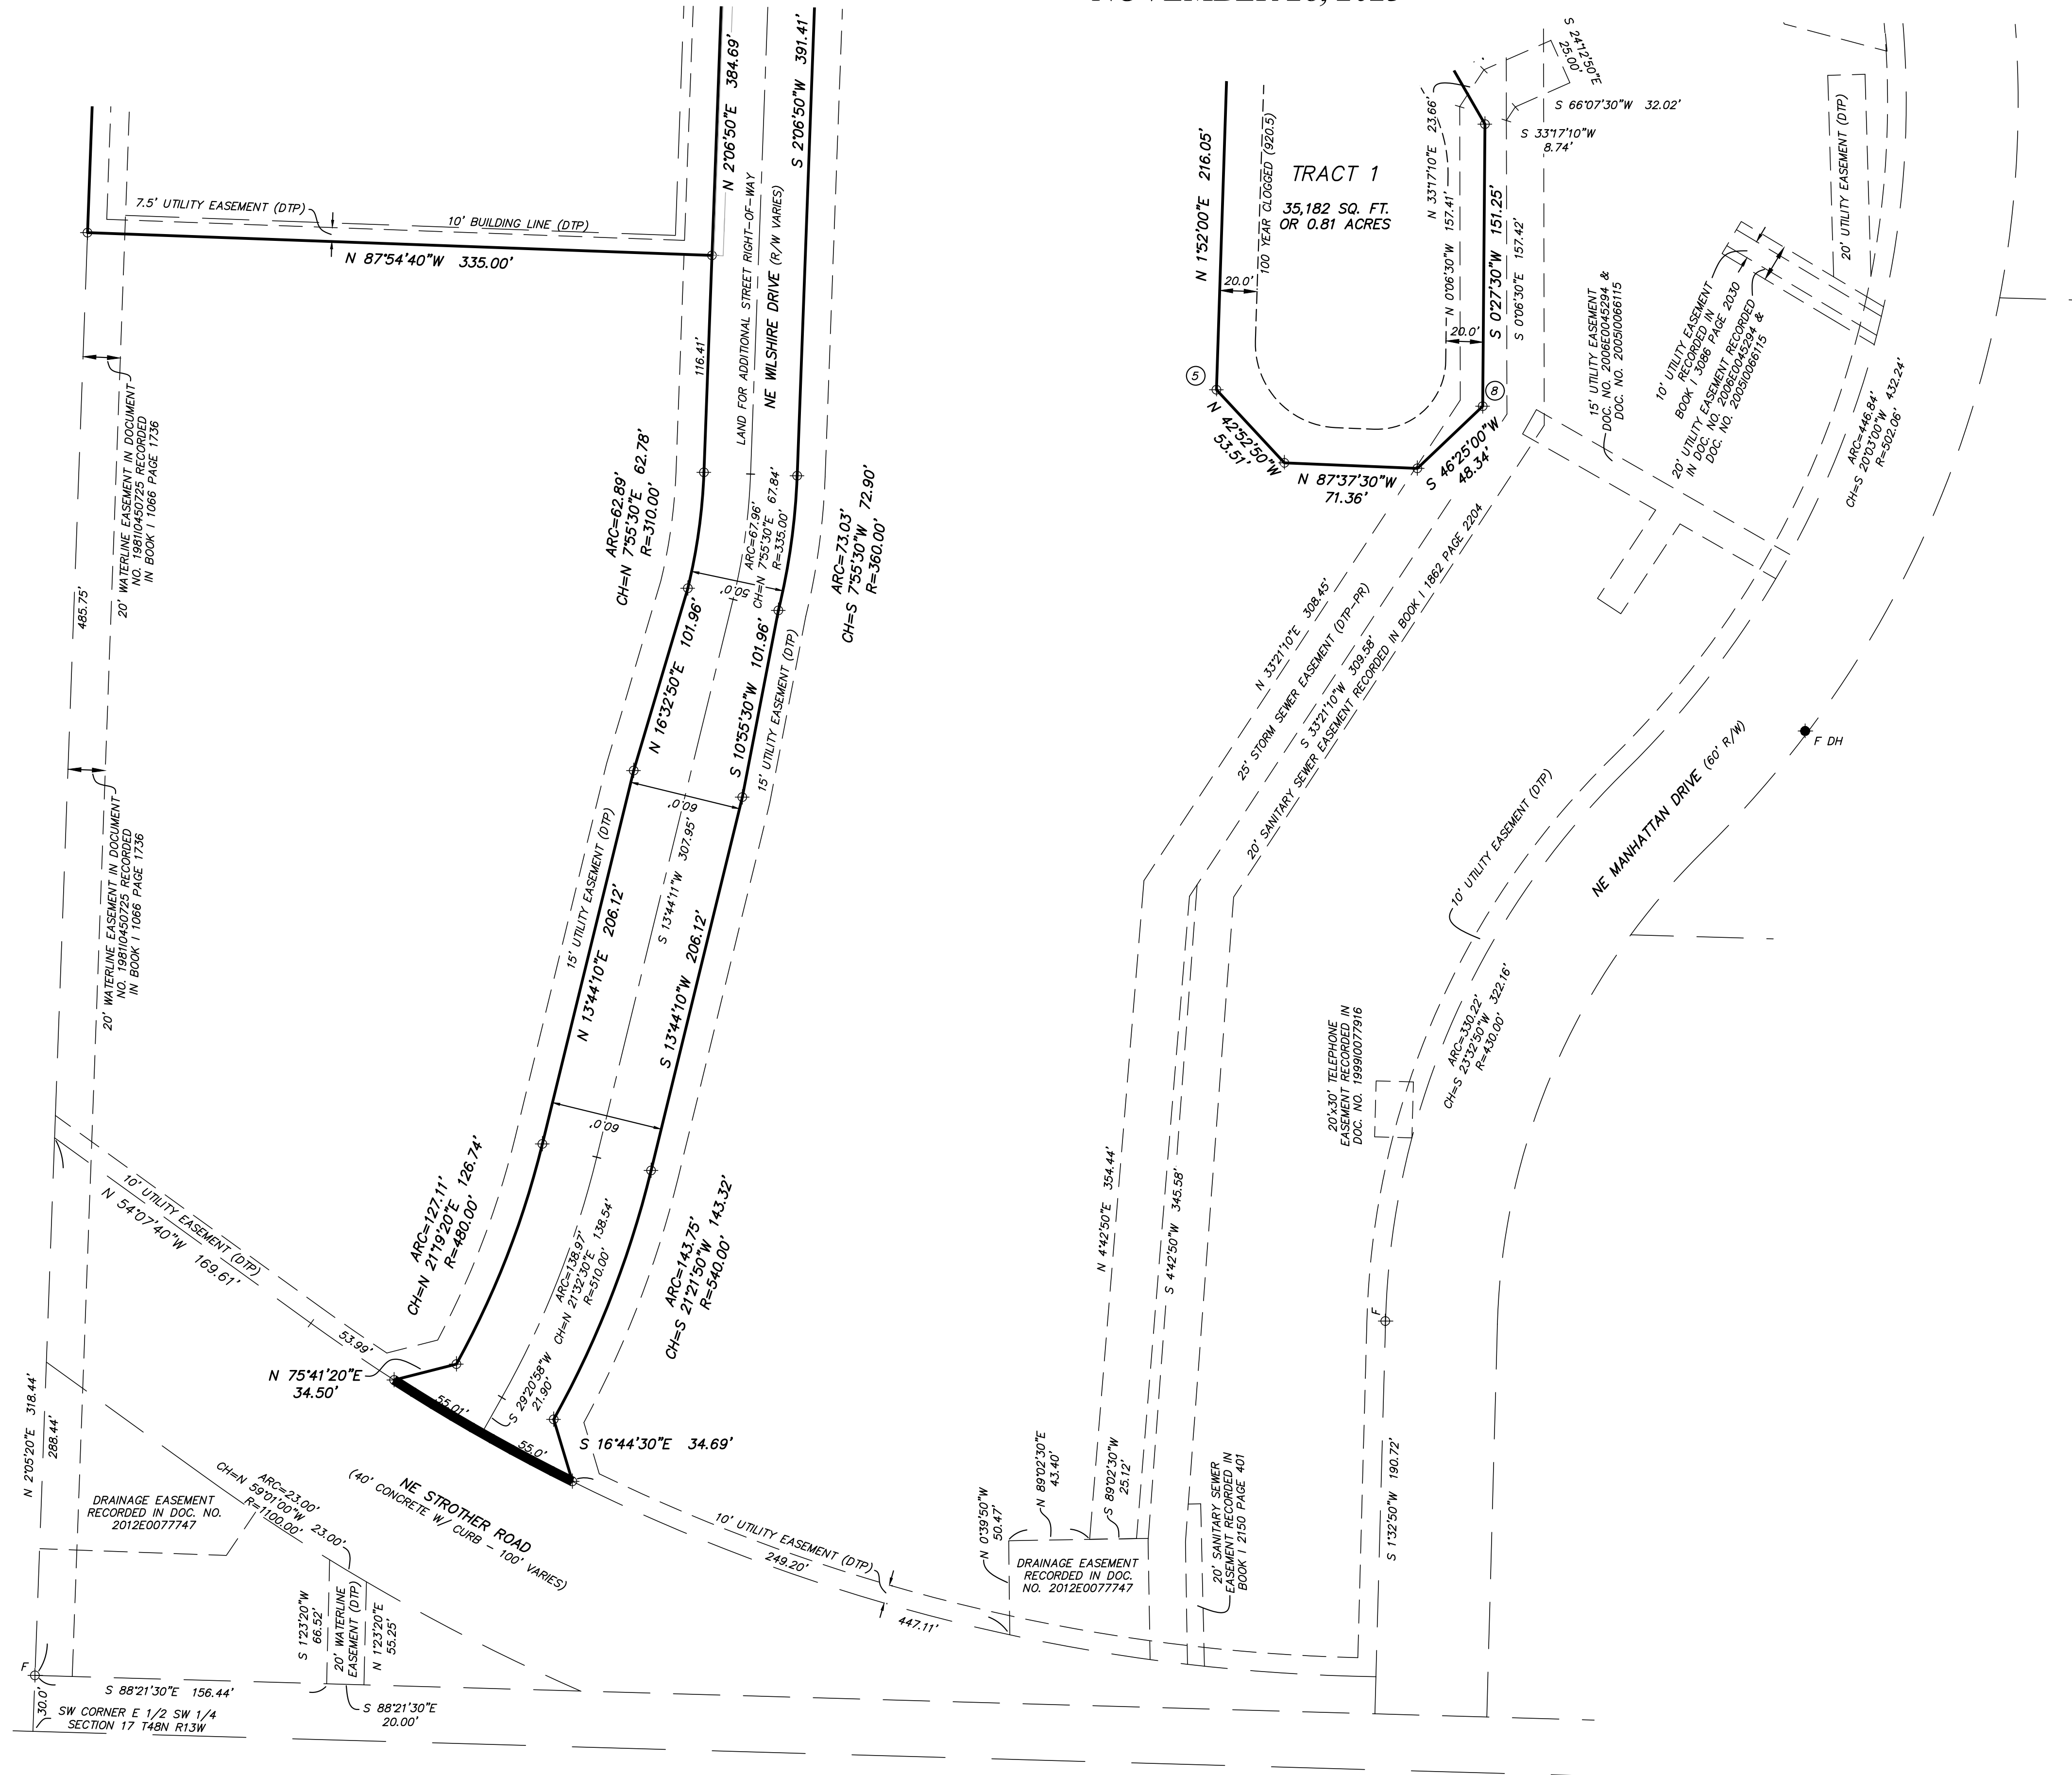 N 2°06'50"E 384.69'
S 2°06'50"W 391.41'
7.5' UTILITY EASEMENT (DTP)
10' BUILDING LINE (DTP)
N 87°54'40"W 335.00'
LAND FOR ADDITIONAL STREET RIGHT-OF-WAY
NE WILSHIRE DRIVE (R/W VARIES)
116.41'
485.75'
20' WATERLINE EASEMENT IN DOCUMENT
NO. 1981I0450725 RECORDED
IN BOOK I 1066 PAGE 1736
20' WATERLINE EASEMENT IN DOCUMENT
NO. 1981I0450725 RECORDED
IN BOOK I 1066 PAGE 1736
ARC=62.89'
CH=N 7°55'30"E 62.78'
R=310.00'
ARC=67.96'
CH=N 7°55'30"E 67.84'
R=335.00'
ARC=73.03'
CH=S 7°55'30"W 72.90'
R=360.00'
50.0'
N 16°32'50"E 101.96'
S 10°55'30"W 101.96'
15' UTILITY EASEMENT (DTP)
60.0'
15' UTILITY EASEMENT (DTP)
N 13°44'10"E 206.12'
S 13°44'11"W 307.95'
S 13°44'10"W 206.12'
60.0'
ARC=127.11'
CH=N 21°19'20"E 126.74'
R=480.00'
ARC=138.97'
CH=N 21°32'30"E 138.54'
R=510.00'
ARC=143.75'
CH=S 21°21'50"W 143.32'
R=540.00'
10' UTILITY EASEMENT (DTP)
N 54°07'40"W 169.61'
53.99'
N 75°41'20"E
34.50'
55.01'
55.0'
S 29°20'58"W
21.90'
S 16°44'30"E 34.69'
NE STROTHER ROAD
(40' CONCRETE W/ CURB - 100' VARIES)
N 2°05'20"E 318.44'
288.44'
DRAINAGE EASEMENT
RECORDED IN DOC. NO.
2012E0077747
ARC=23.00'
CH=N 59°01'00"W 23.00'
R=1100.00'
S 1°23'20"W
66.52'
20' WATERLINE
EASEMENT (DTP)
N 1°23'20"E
55.25'
F
S 88°21'30"E 156.44'
30.0'
SW CORNER E 1/2 SW 1/4
SECTION 17 T48N R13W
S 88°21'30"E
20.00'
10' UTILITY EASEMENT (DTP)
249.20'
447.11'
N 0°39'50"W
50.47'
N 89°02'30"E
43.40'
S 89°02'30"W
25.12'
DRAINAGE EASEMENT
RECORDED IN DOC.
NO. 2012E0077747
20' SANITARY SEWER
EASEMENT RECORDED IN
BOOK I 2150 PAGE 401
N 4°42'50"E 354.44'
S 4°42'50"W 345.58'
N 1°52'00"E 216.05'
100 YEAR CLOGGED (920.5)
TRACT 1
35,182 SQ. FT.
OR 0.81 ACRES
20.0'
20.0'
N 33°17'10"E 23.66'
N 0°06'30"W 157.41'
S 0°27'30"W 151.25'
S 0°06'30"E 157.42'
S 24°12'50"E
25.00'
S 66°07'30"W 32.02'
S 33°17'10"W
8.74'
5
8
N 42°52'50"W
53.51'
N 87°37'30"W
71.36'
S 46°25'00"W
48.34'
N 33°21'10"E 308.45'
25' STORM SEWER EASEMENT (DTP-PR)
S 33°21'10"W 309.58'
20' SANITARY SEWER EASEMENT RECORDED IN BOOK I 1862 PAGE 2204
15' UTILITY EASEMENT
DOC. NO. 2006E0045294 &
DOC. NO. 2005I0066115
10' UTILITY EASEMENT
RECORDED IN
BOOK I 3086 PAGE 2030
20' UTILITY EASEMENT RECORDED
IN DOC. NO. 2006E0045294 &
DOC. NO. 2005I0066115
20' UTILITY EASEMENT (DTP)
ARC=446.84'
CH=S 20°03'00"W 432.24'
R=502.06'
F DH
NE MANHATTAN DRIVE (60' R/W)
10' UTILITY EASEMENT (DTP)
ARC=330.22'
CH=S 23°32'50"W 322.16'
R=430.00'
20'x30' TELEPHONE
EASEMENT RECORDED IN
DOC. NO. 1999I0077916
F
S 1°32'50"W 190.72'